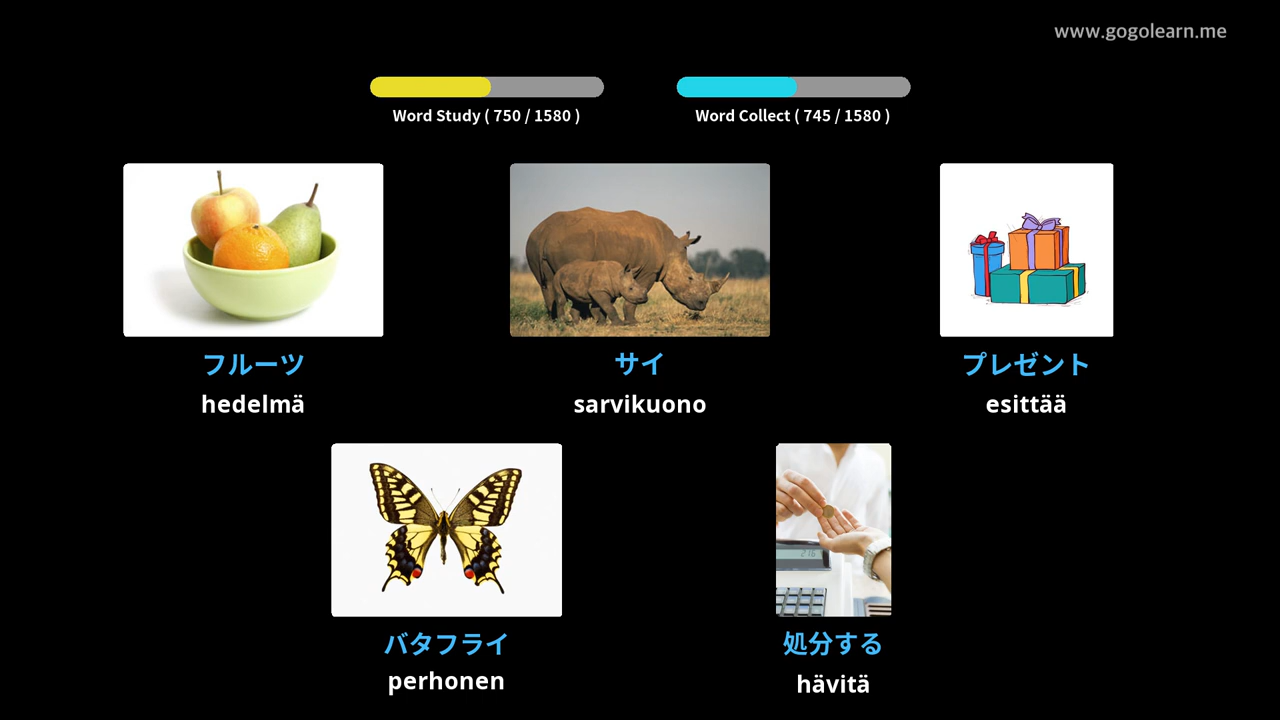 www.gogolearn.me
Word Study ( 750 / 1580 )
Word Collect ( 745 / 1580 )
フルーツ
hedelmä
サイ
sarvikuono
プレゼント
esittää
バタフライ
perhonen
処分する
hävitä